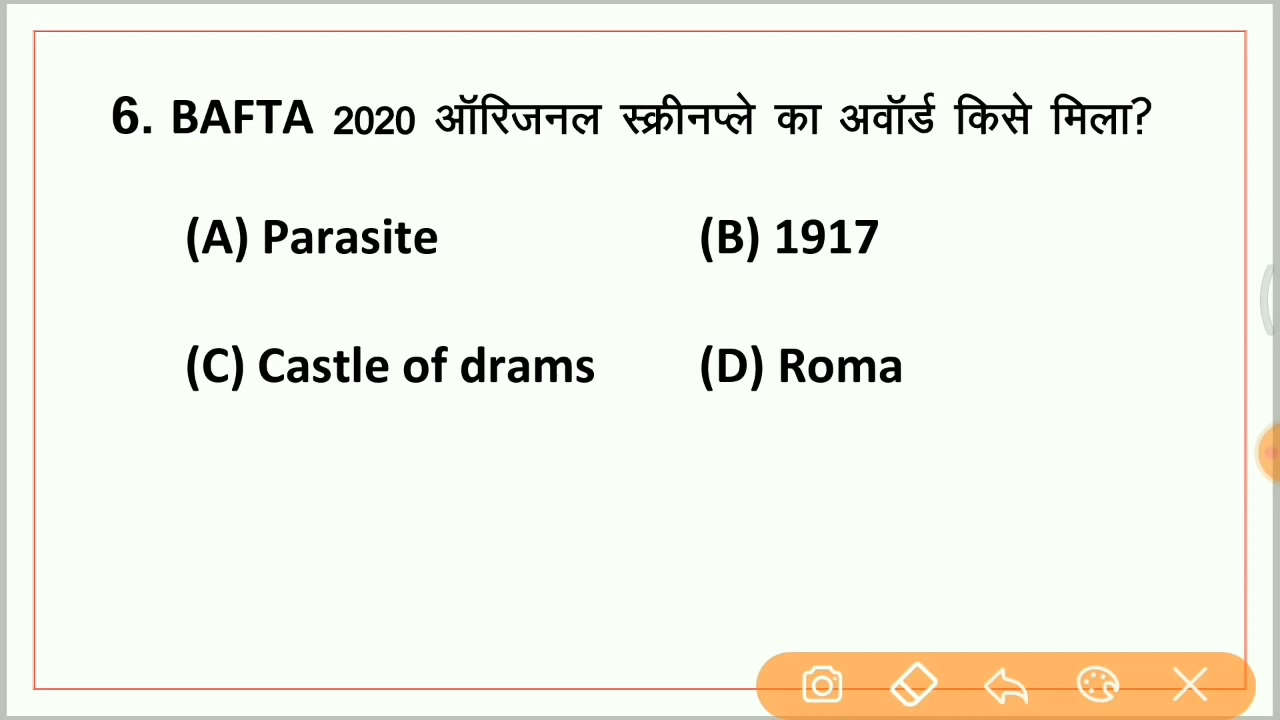 6. BAFTA 2020 ऑरिजनल स्क्रीनप्ले का अवॉर्ड किसे मिला?
(A) Parasite (B) 1917
(C) Castle of drams (D) Roma